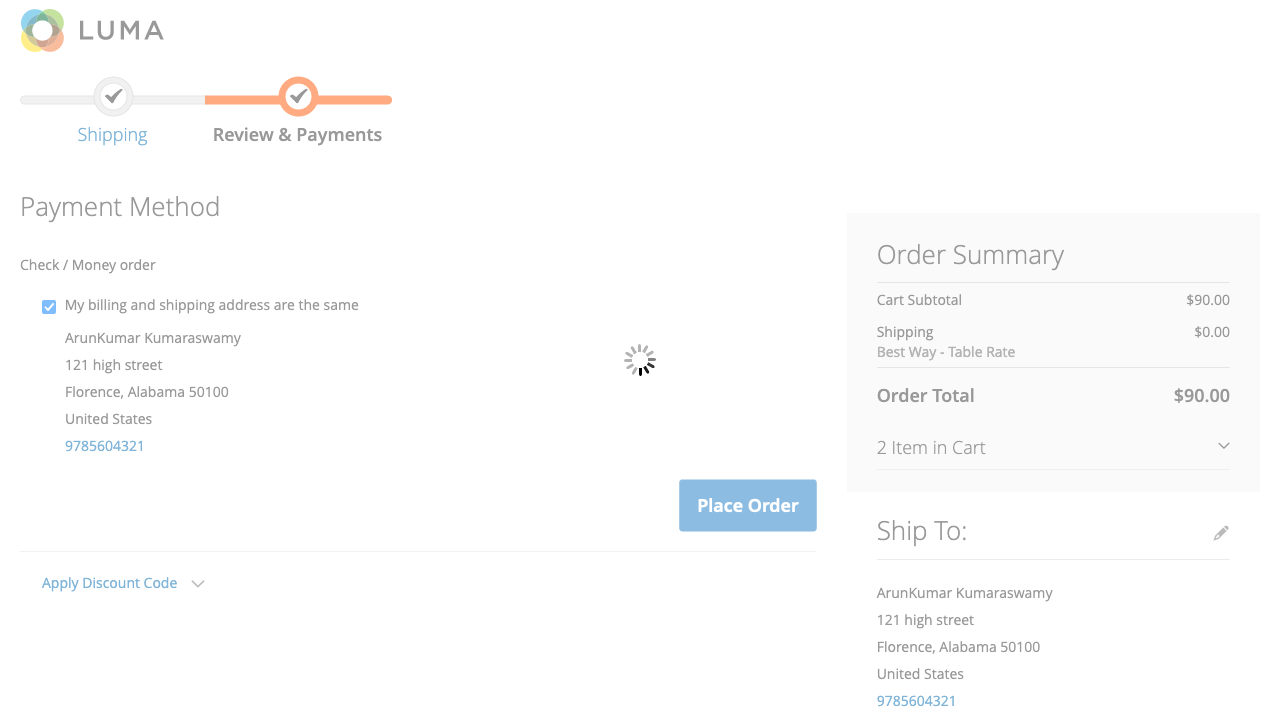 LUMA
Shipping
Review & Payments
Payment Method
Check / Money order
My billing and shipping address are the same
ArunKumar Kumaraswamy
121 high street
Florence, Alabama 50100
United States
9785604321
Place Order
Apply Discount Code
Order Summary
Cart Subtotal $90.00
Shipping $0.00
Best Way - Table Rate
Order Total $90.00
2 Item in Cart
Ship To:
ArunKumar Kumaraswamy
121 high street
Florence, Alabama 50100
United States
9785604321